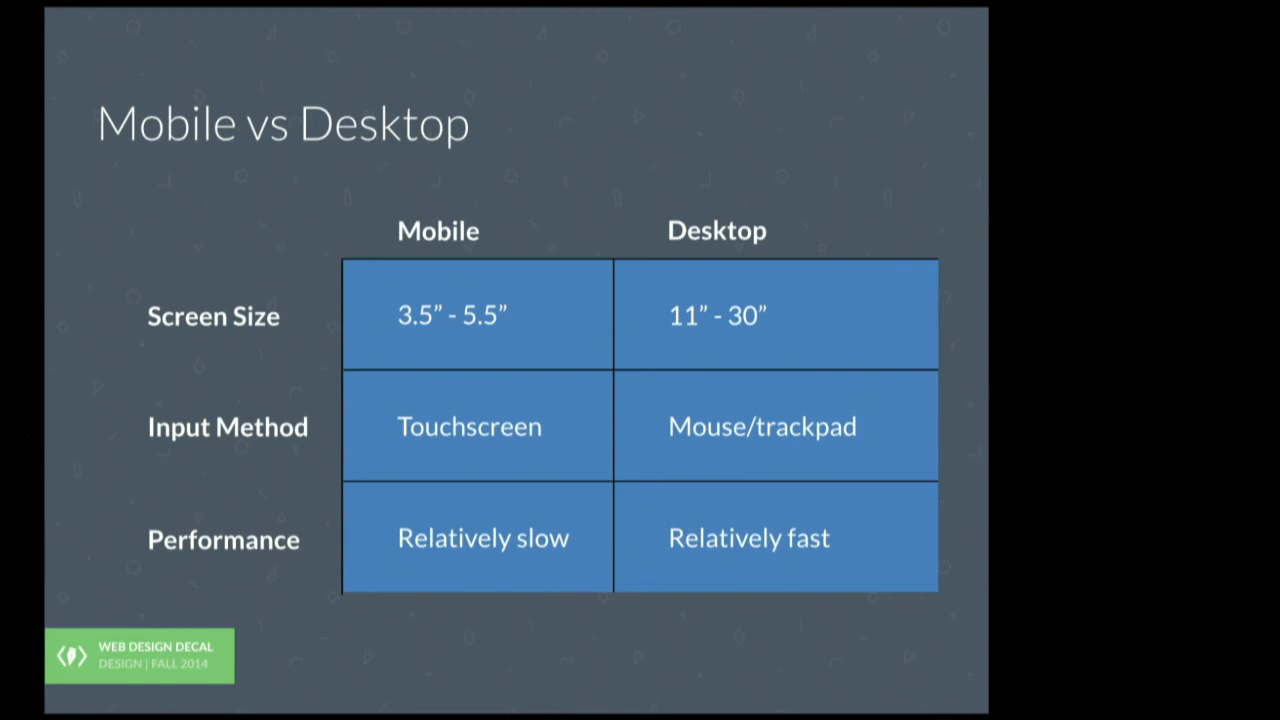 Mobile vs Desktop
Mobile Desktop
Screen Size 3.5” - 5.5” 11” - 30”
Input Method Touchscreen Mouse/trackpad
Performance Relatively slow Relatively fast
WEB DESIGN DECAL
DESIGN | FALL 2014